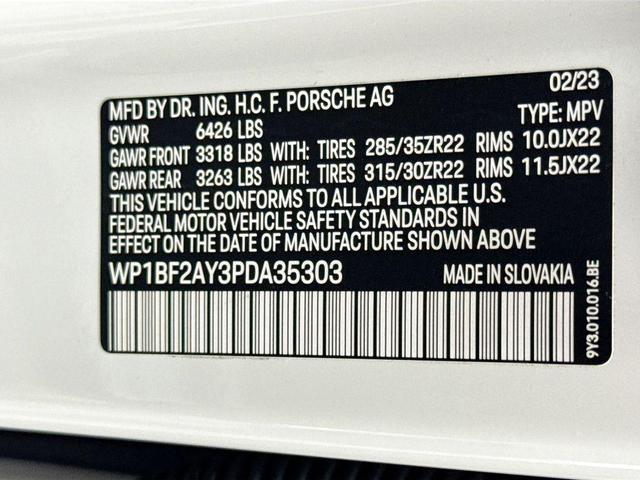 02/23
MFD BY DR. ING. H.C. F. PORSCHE AG
GVWR 6426 LBS TYPE: MPV
GAWR FRONT 3318 LBS WITH: TIRES 285/35ZR22 RIMS 10.0JX22
GAWR REAR 3263 LBS WITH: TIRES 315/30ZR22 RIMS 11.5JX22
THIS VEHICLE CONFORMS TO ALL APPLICABLE U.S.
FEDERAL MOTOR VEHICLE SAFETY STANDARDS IN
EFFECT ON THE DATE OF MANUFACTURE SHOWN ABOVE
WP1BF2AY3PDA35303 MADE IN SLOVAKIA
9Y3.010.016.BE